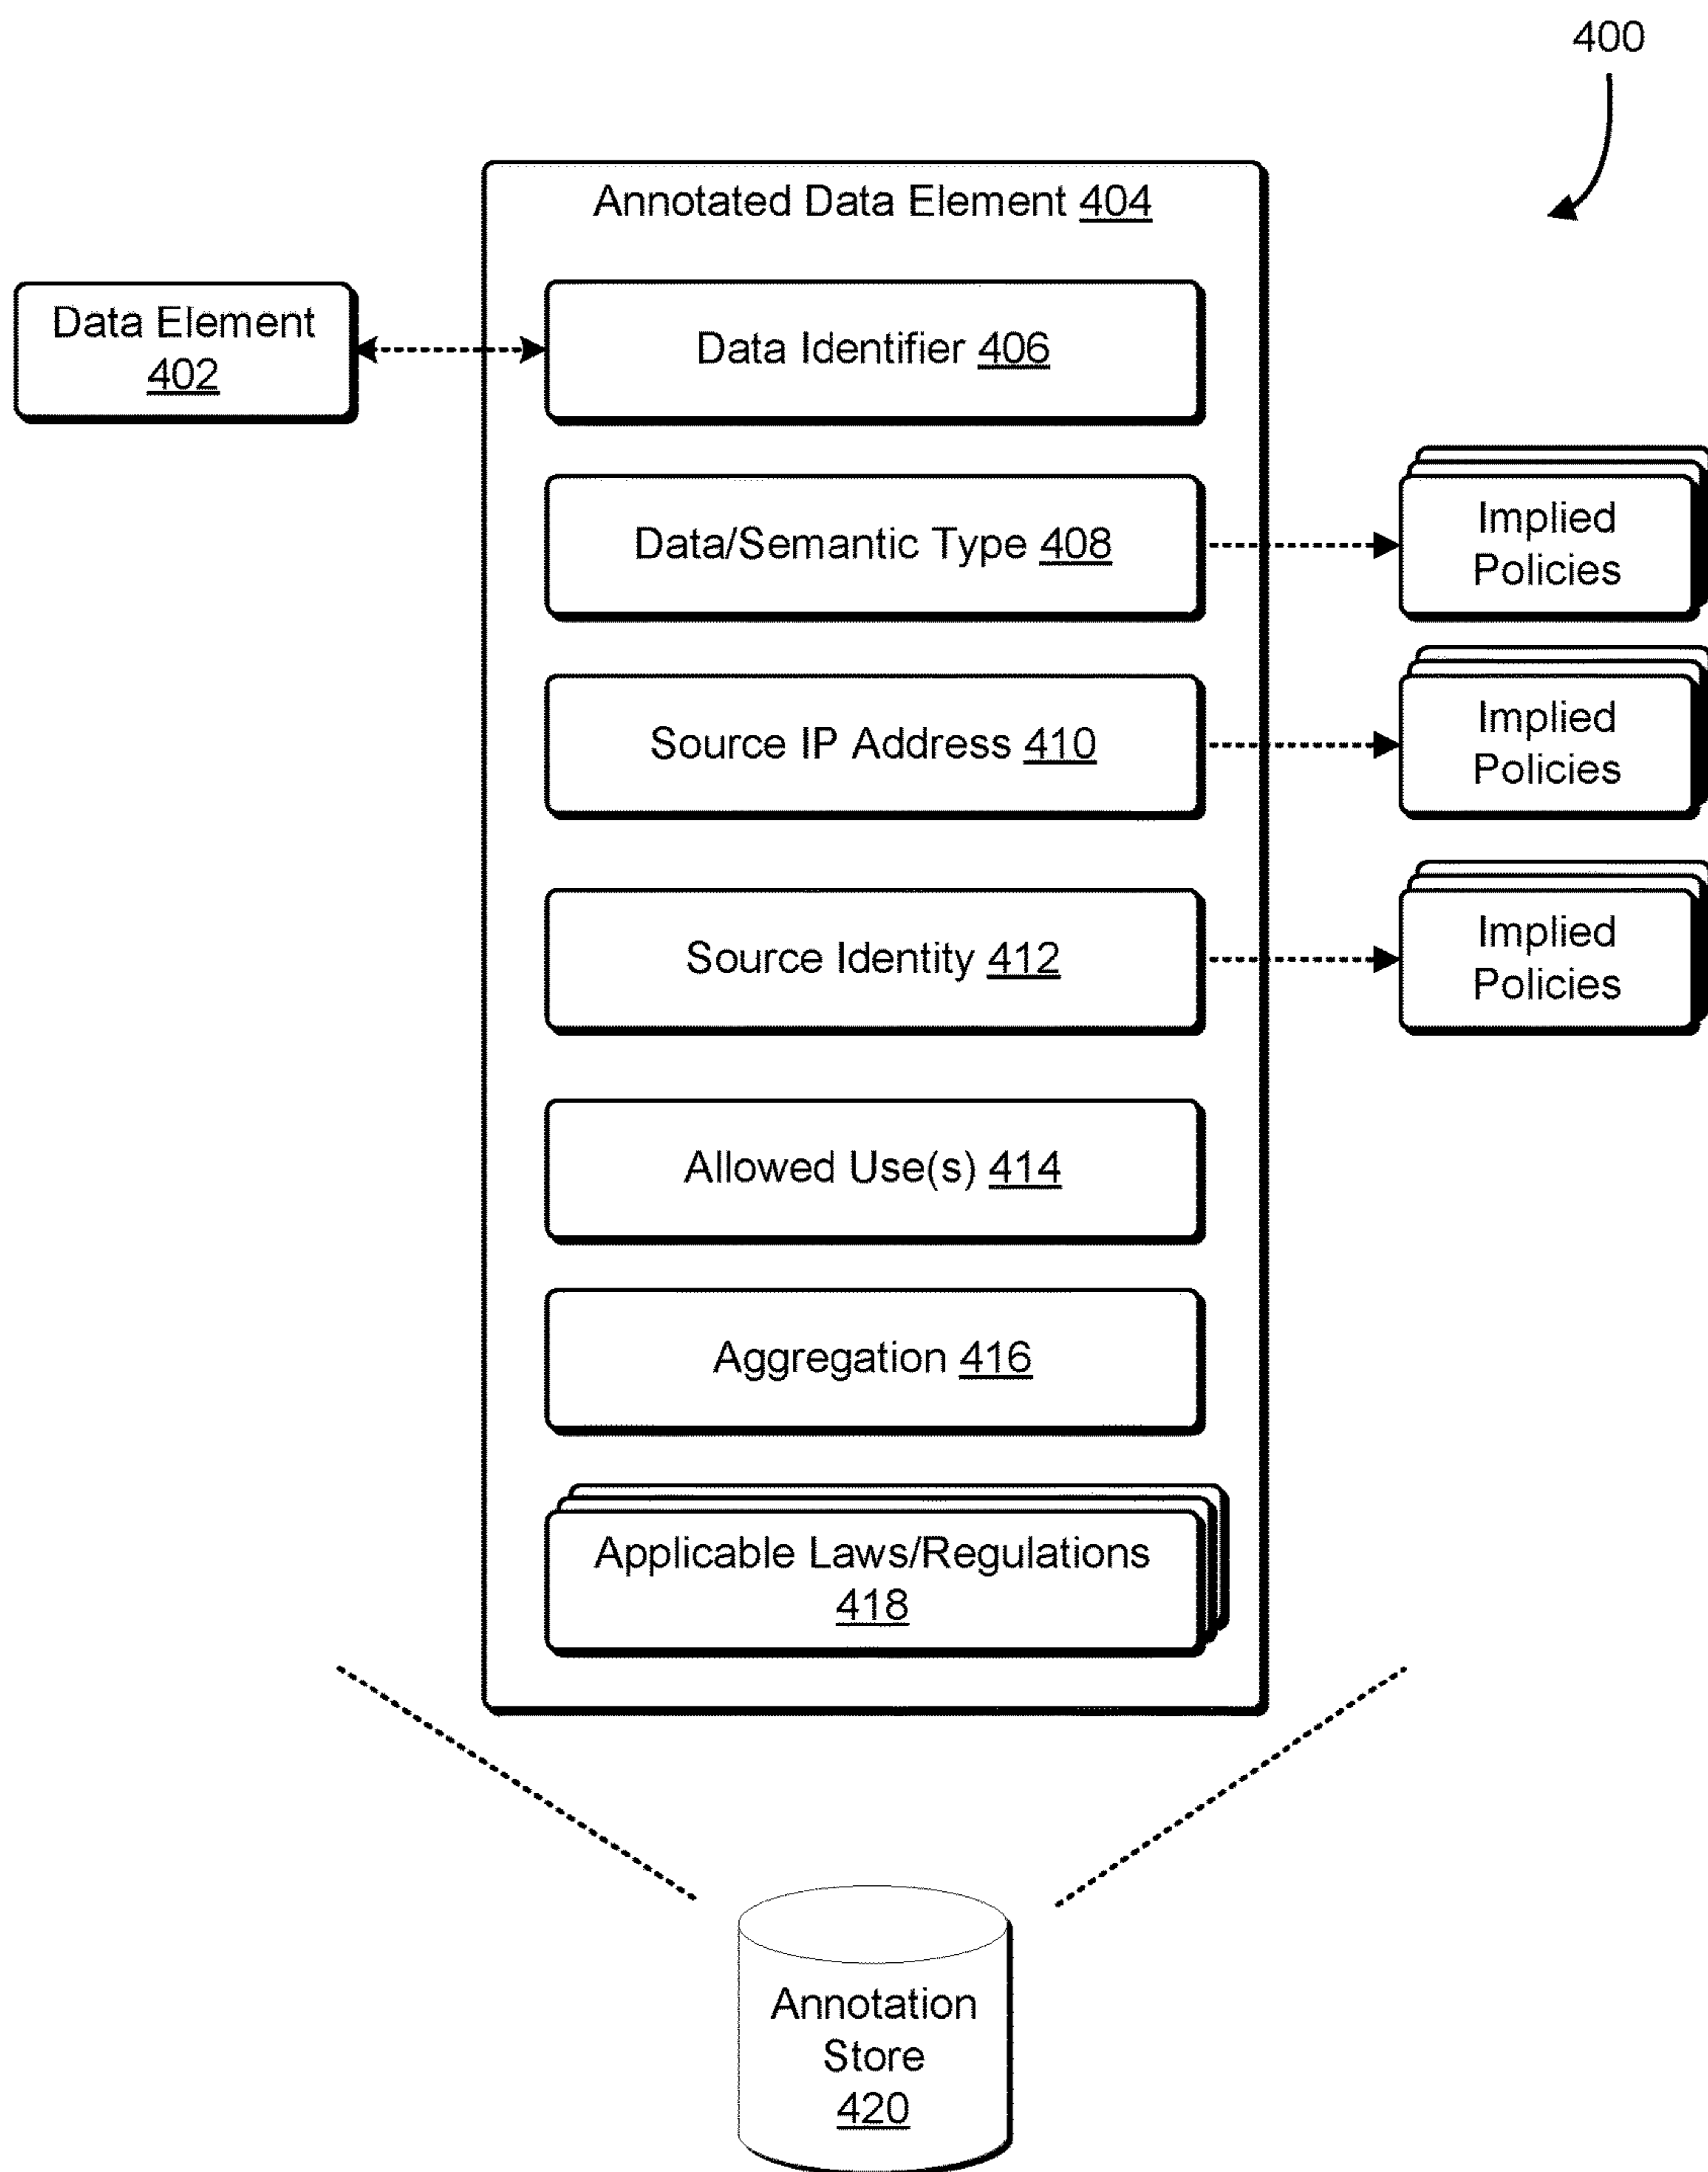 400
Annotated Data Element 404
Data Element
402
Data Identifier 406
Data/Semantic Type 408
Implied
Policies
Source IP Address 410
Implied
Policies
Source Identity 412
Implied
Policies
Allowed Use(s) 414
Aggregation 416
Applicable Laws/Regulations
418
Annotation
Store
420